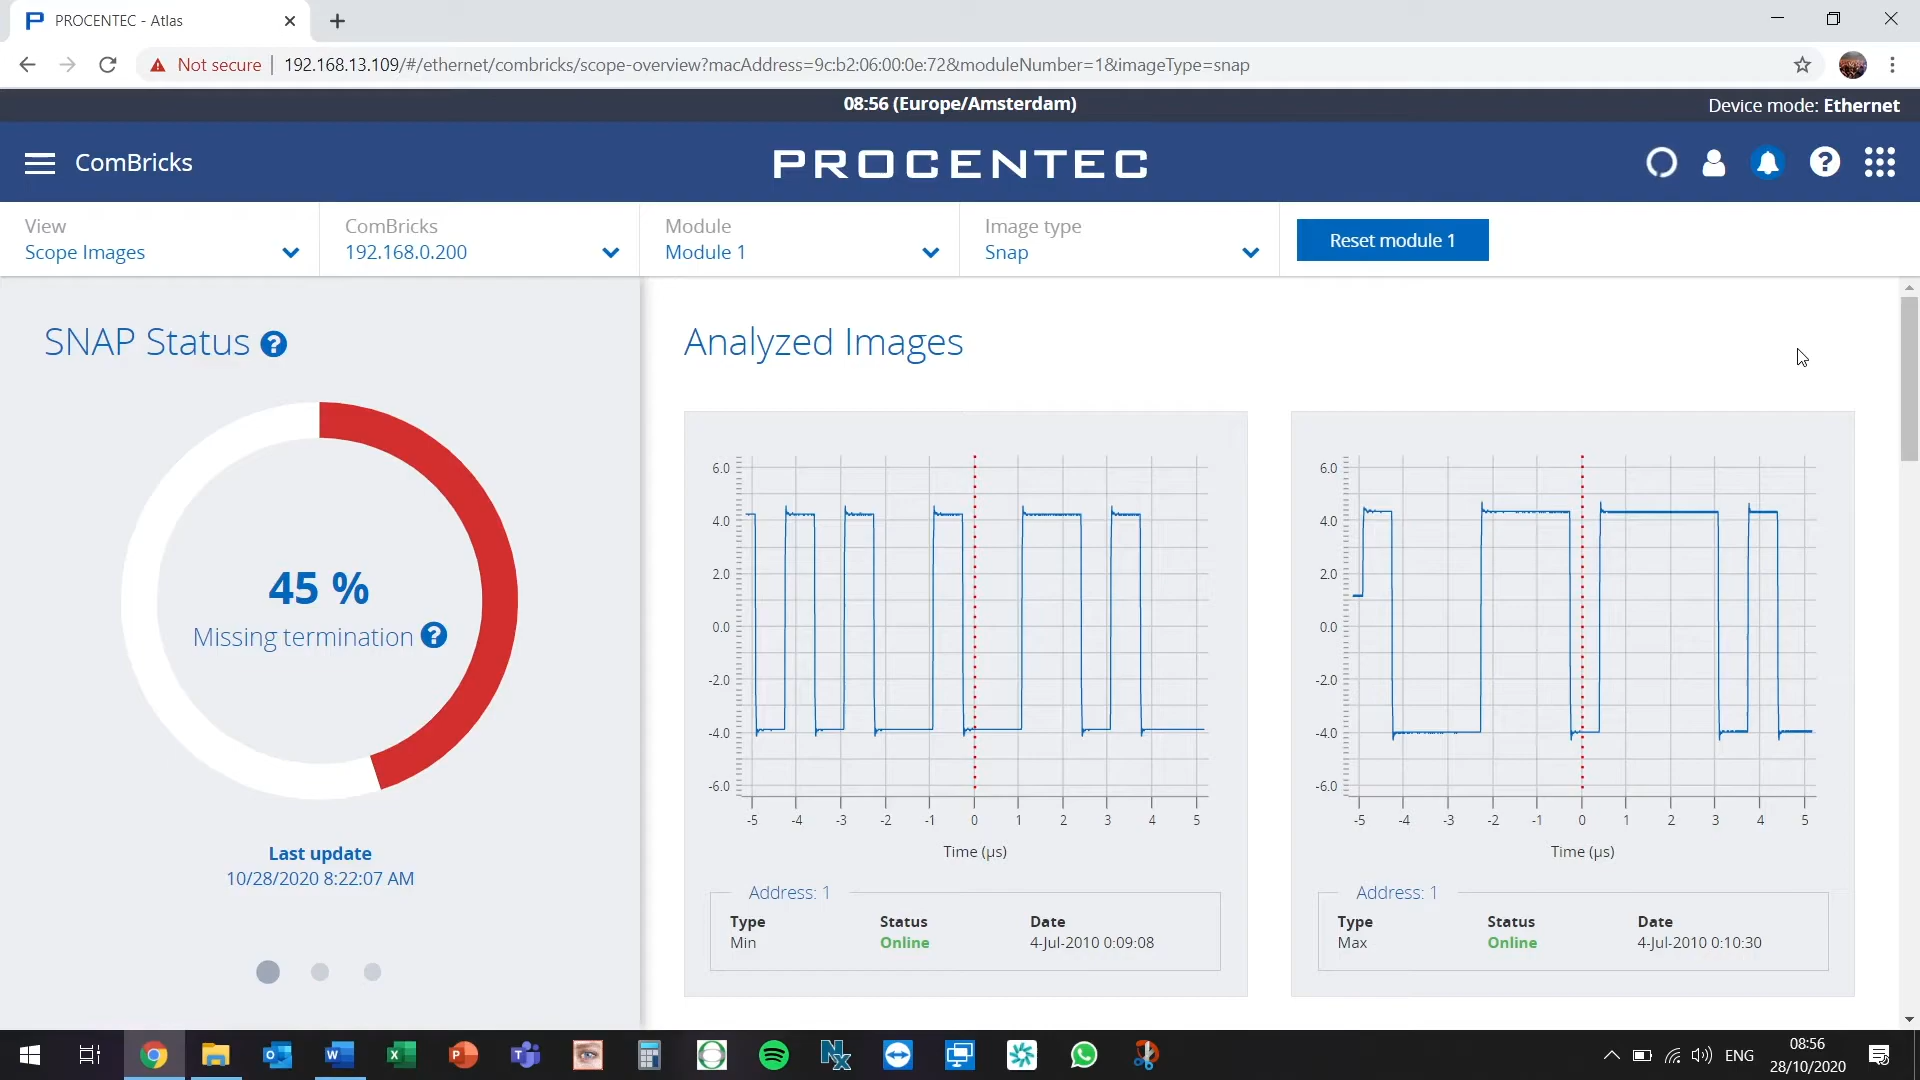 PROCENTEC - Atlas
Not secure
192.168.13.109/#/ethernet/combricks/scope-overview?macAddress=9c:b2:06:00:0e:72&moduleNumber=1&imageType=snap
08:56 (Europe/Amsterdam)
Device mode: Ethernet
ComBricks
PROCENTEC
View
Scope Images
ComBricks
192.168.0.200
Module
Module 1
Image type
Snap
Reset module 1
SNAP Status
45 %
Missing termination
Last update
10/28/2020 8:22:07 AM
Analyzed Images
6.0
4.0
2.0
0.0
-2.0
-4.0
-6.0
-5 -4 -3 -2 -1 0 1 2 3 4 5
Time (µs)
Address: 1
Type Status Date
Min Online 4-Jul-2010 0:09:08
6.0
4.0
2.0
0.0
-2.0
-4.0
-6.0
-5 -4 -3 -2 -1 0 1 2 3 4 5
Time (µs)
Address: 1
Type Status Date
Max Online 4-Jul-2010 0:10:30
ENG
08:56
28/10/2020